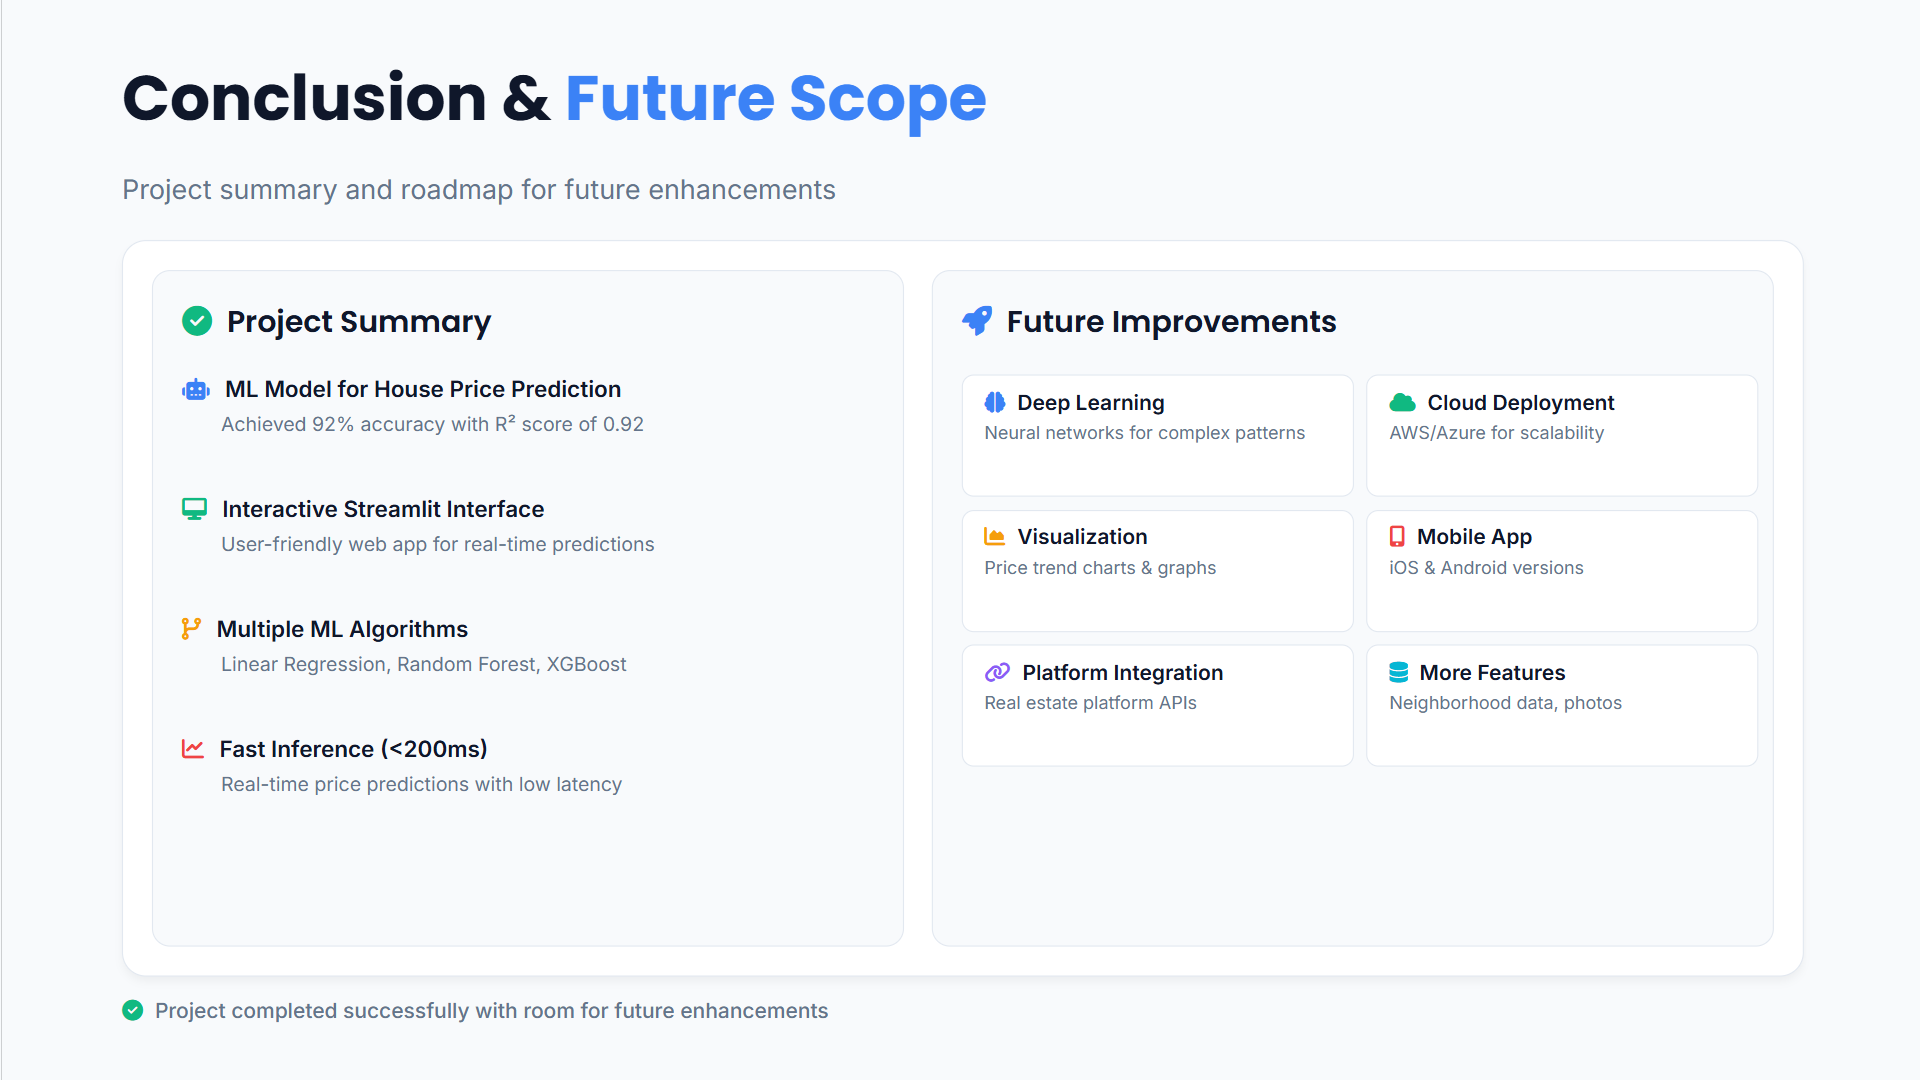 Conclusion & Future Scope
Project summary and roadmap for future enhancements
Project Summary
ML Model for House Price Prediction
Achieved 92% accuracy with R² score of 0.92
Interactive Streamlit Interface
User-friendly web app for real-time predictions
Multiple ML Algorithms
Linear Regression, Random Forest, XGBoost
Fast Inference (<200ms)
Real-time price predictions with low latency
Future Improvements
Deep Learning
Neural networks for complex patterns
Cloud Deployment
AWS/Azure for scalability
Visualization
Price trend charts & graphs
Mobile App
iOS & Android versions
Platform Integration
Real estate platform APIs
More Features
Neighborhood data, photos
Project completed successfully with room for future enhancements